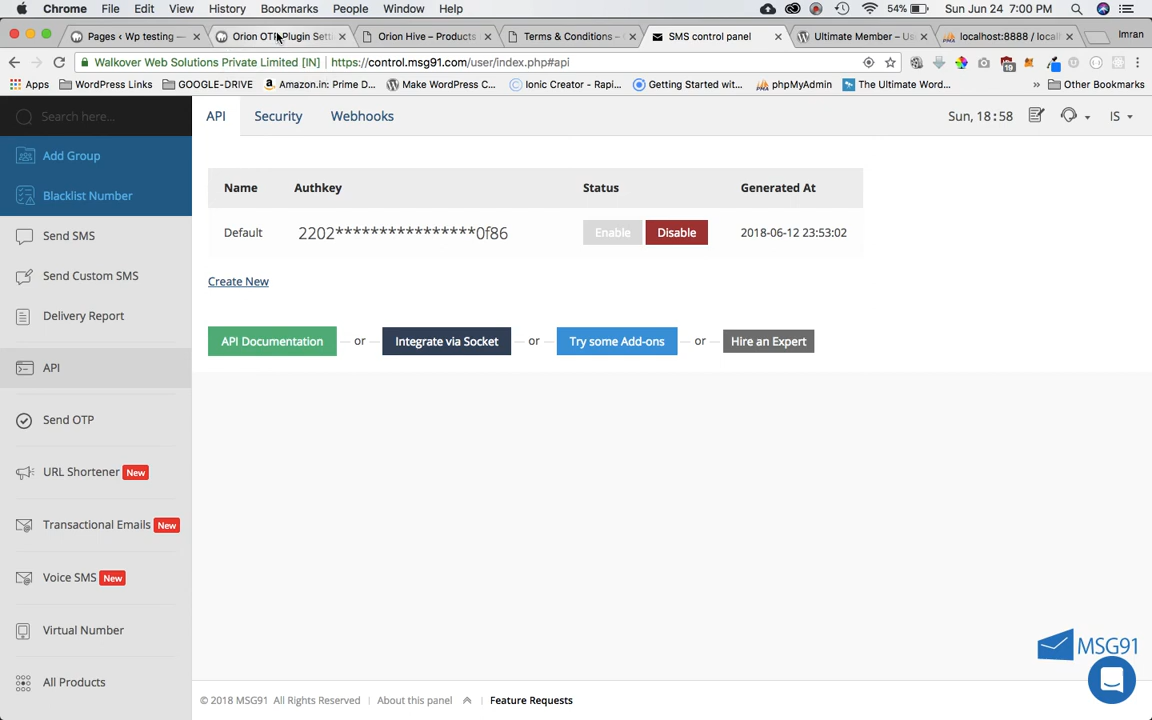 Chrome File Edit View History Bookmarks People Window Help 54% Sun Jun 24 7:00 PM
Pages ‹ Wp testing — Orion OTP Plugin Setti Orion Hive – Products Terms & Conditions – SMS control panel Ultimate Member – Us localhost:8888 / local Imran
Walkover Web Solutions Private Limited [IN] https://control.msg91.com/user/index.php#api 19
Apps WordPress Links GOOGLE-DRIVE Amazon.in: Prime D... Make WordPress C... Ionic Creator - Rapi... Getting Started wit... phpMyAdmin The Ultimate Word... » Other Bookmarks
Search here... API Security Webhooks Sun, 18:58 IS
Add Group
Blacklist Number
Send SMS
Send Custom SMS
Delivery Report
API
Send OTP
URL Shortener New
Transactional Emails New
Voice SMS New
Virtual Number
All Products
Name Authkey Status Generated At
Default 2202****************0f86 Enable Disable 2018-06-12 23:53:02
Create New
API Documentation or Integrate via Socket or Try some Add-ons or Hire an Expert
MSG91
© 2018 MSG91 All Rights Reserved | About this panel | Feature Requests